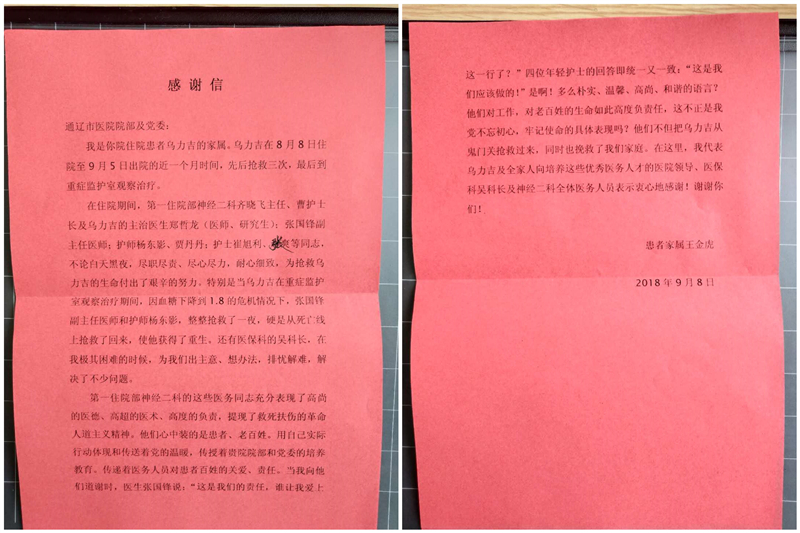 感谢信
通辽市医院院部及党委：
我是你院住院患者乌力吉的家属。乌力吉在8月8日住
院至9月5日出院的近一个月时间，先后抢救三次，最后到
重症监护室观察治疗。
在住院期间，第一住院部神经二科齐晓飞主任、曹护士
长及乌力吉的主治医生郑哲龙（医师、研究生）；张国锋副
主任医师；护师杨东影、贾丹丹；护士崔旭利、爽等同志，
不论白天黑夜，尽职尽责、尽心尽力，耐心细致，为抢救乌
力吉的生命付出了艰辛的努力。特别是当乌力吉在重症监护
室观察治疗期间，因血糖下降到1.8的危机情况下，张国锋
副主任医师和护师杨东影，整整抢救了一夜，硬是从死亡线
上抢救了回来，使他获得了重生。还有医保科的吴科长，在
我极其困难的时候，为我们出主意、想办法，排忧解难，解
决了不少问题。
第一住院部神经二科的这些医务同志充分表现了高尚
的医德、高超的医术、高度的负责，提现了救死扶伤的革命
人道主义精神。他们心中装的是患者、老百姓。用自己实际
行动体现和传送着党的温暖，传授着贵院院部和党委的培养
教育。传递着医务人员对患者百姓的关爱、责任。当我向他
们道谢时，医生张国锋说：“这是我们的责任，谁让我爱上
这一行了？”四位年轻护士的回答即统一又一致：“这是我
们应该做的！”是啊！多么朴实、温馨、高尚、和谐的语言？
他们对工作，对老百姓的生命如此高度负责任，这不正是我
党不忘初心，牢记使命的具体表现吗？他们不但把乌力吉从
鬼门关抢救过来，同时也挽救了我们家庭。在这里，我代表
乌力吉及全家人向培养这些优秀医务人才的医院领导、医保
科吴科长及神经二科全体医务人员表示衷心地感谢！谢谢你
们！
患者家属王金虎
2018年9月8日